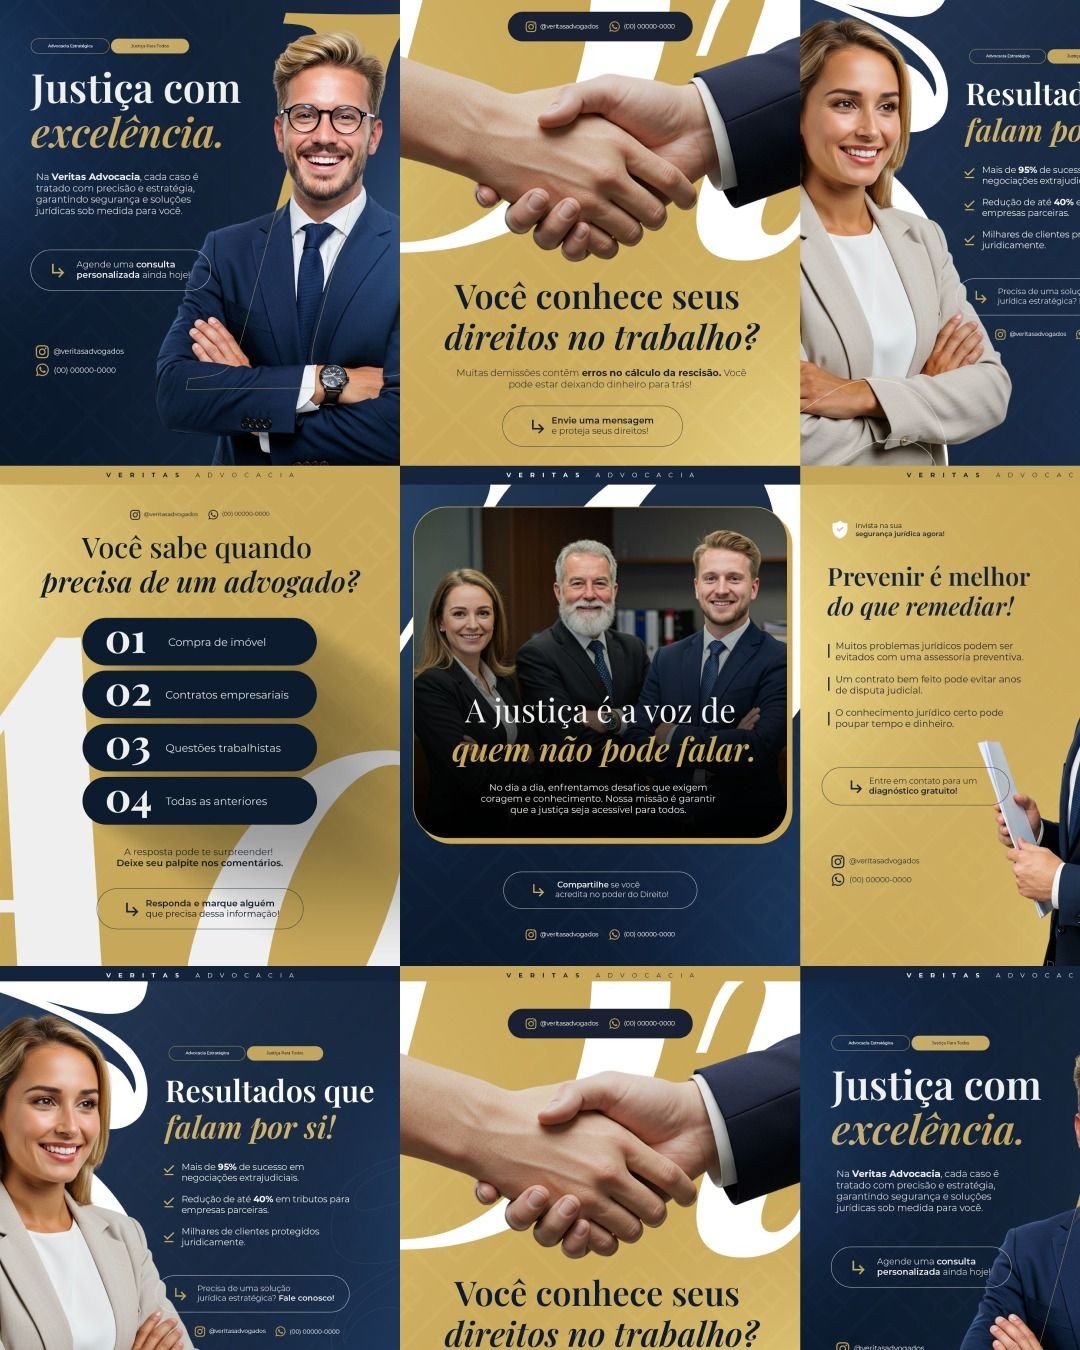 Advocacia Estratégica
Justiça Para Todos
Justiça com
excelência.
Na Veritas Advocacia, cada caso é
tratado com precisão e estratégia,
garantindo segurança e soluções
jurídicas sob medida para você.
Agende uma consulta
personalizada ainda hoje!
@veritasadvogados
(00) 00000-0000
@veritasadvogados (00) 00000-0000
Você conhece seus
direitos no trabalho?
Muitas demissões contêm erros no cálculo da rescisão. Você
pode estar deixando dinheiro para trás!
Envie uma mensagem
e proteja seus direitos!
Advocacia Estratégica
Resultad
falam po
Mais de 95% de sucess
negociações extrajudi
Redução de até 40% e
empresas parceiras.
Milhares de clientes pr
juridicamente.
Precisa de uma soluç
jurídica estratégica?
@veritasadvogados
VERITAS ADVOCACIA
@veritasadvogados (00) 00000-0000
Você sabe quando
precisa de um advogado?
01 Compra de imóvel
02 Contratos empresariais
03 Questões trabalhistas
04 Todas as anteriores
A resposta pode te surpreender!
Deixe seu palpite nos comentários.
Responda e marque alguém
que precisa dessa informação!
VERITAS ADVOCACIA
A justiça é a voz de
quem não pode falar.
No dia a dia, enfrentamos desafios que exigem
coragem e conhecimento. Nossa missão é garantir
que a justiça seja acessível para todos.
Compartilhe se você
acredita no poder do Direito!
@veritasadvogados (00) 00000-0000
VERITAS ADVOCAC
Invista na sua
segurança jurídica agora!
Prevenir é melhor
do que remediar!
Muitos problemas jurídicos podem ser
evitados com uma assessoria preventiva.
Um contrato bem feito pode evitar anos
de disputa judicial.
O conhecimento jurídico certo pode
poupar tempo e dinheiro.
Entre em contato para um
diagnóstico gratuito!
@veritasadvogados
(00) 00000-0000
VERITAS ADVOCACIA
Advocacia Estratégica
Justiça Para Todos
Resultados que
falam por si!
Mais de 95% de sucesso em
negociações extrajudiciais.
Redução de até 40% em tributos para
empresas parceiras.
Milhares de clientes protegidos
juridicamente.
Precisa de uma solução
jurídica estratégica? Fale conosco!
@veritasadvogados (00) 00000-0000
VERITAS ADVOCACIA
@veritasadvogados (00) 00000-0000
Você conhece seus
direitos no trabalho?
VERITAS ADVOCAC
Advocacia Estratégica
Justiça Para Todos
Justiça com
excelência.
Na Veritas Advocacia, cada caso é
tratado com precisão e estratégia,
garantindo segurança e soluções
jurídicas sob medida para você.
Agende uma consulta
personalizada ainda hoje!
@veritasadvogados